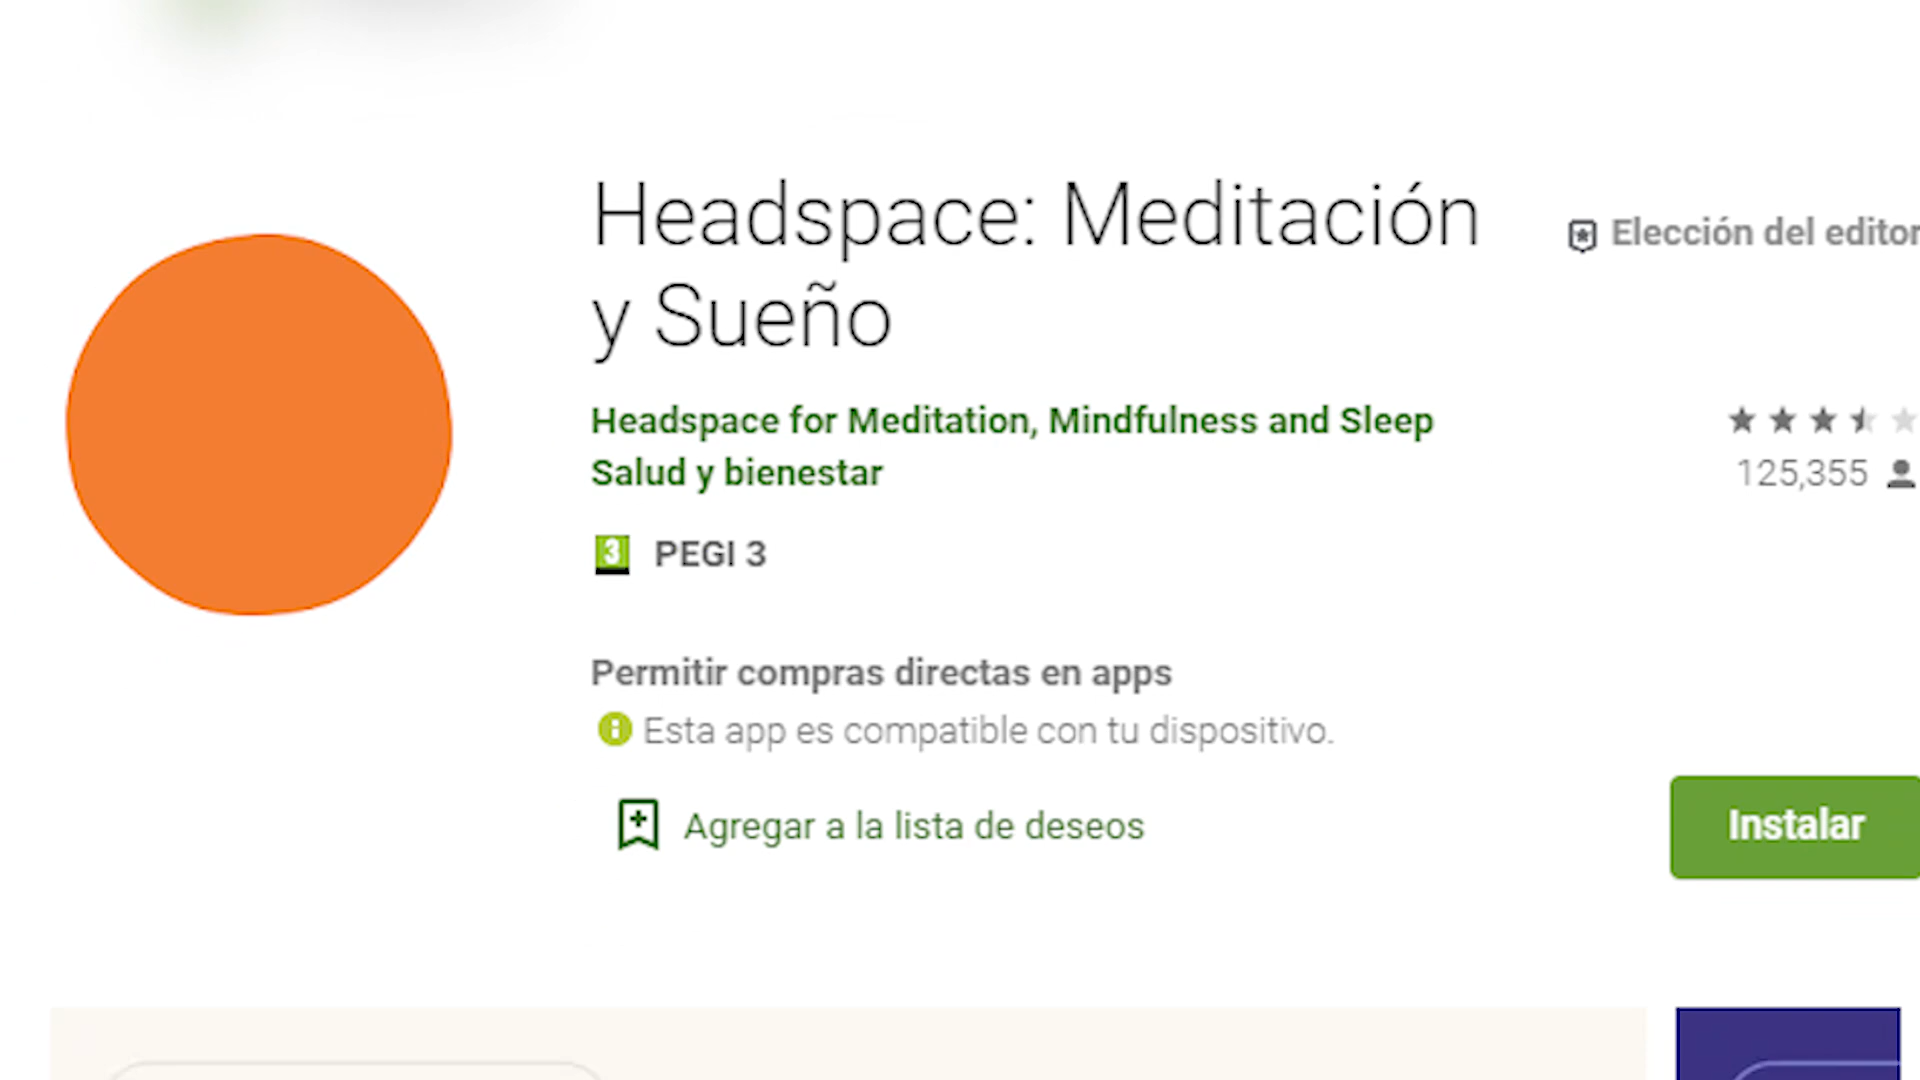 Headspace: Meditación
y Sueño
Elección del editor
Headspace for Meditation, Mindfulness and Sleep
Salud y bienestar
125,355
3 PEGI 3
Permitir compras directas en apps
Esta app es compatible con tu dispositivo.
Agregar a la lista de deseos
Instalar